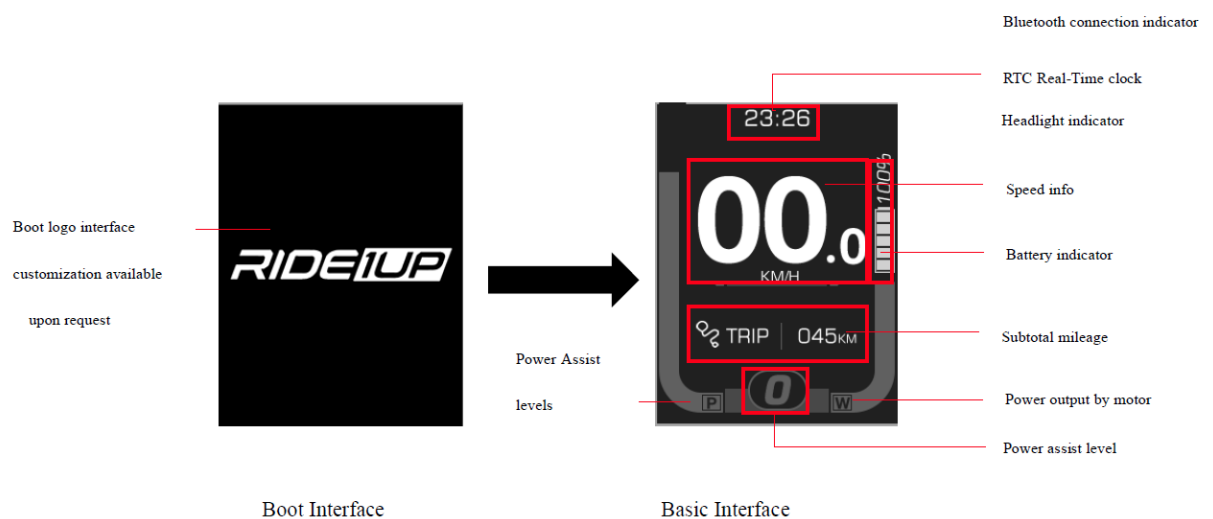 Bluetooth connection indicator
RTC Real-Time clock
23:26
Headlight indicator
100%
00.0
Speed info
Boot logo interface
RIDE1UP
Battery indicator
customization available
KM/H
upon request
TRIP 045KM
Subtotal mileage
Power Assist
levels
P
0
W
Power output by motor
Power assist level
Boot Interface
Basic Interface